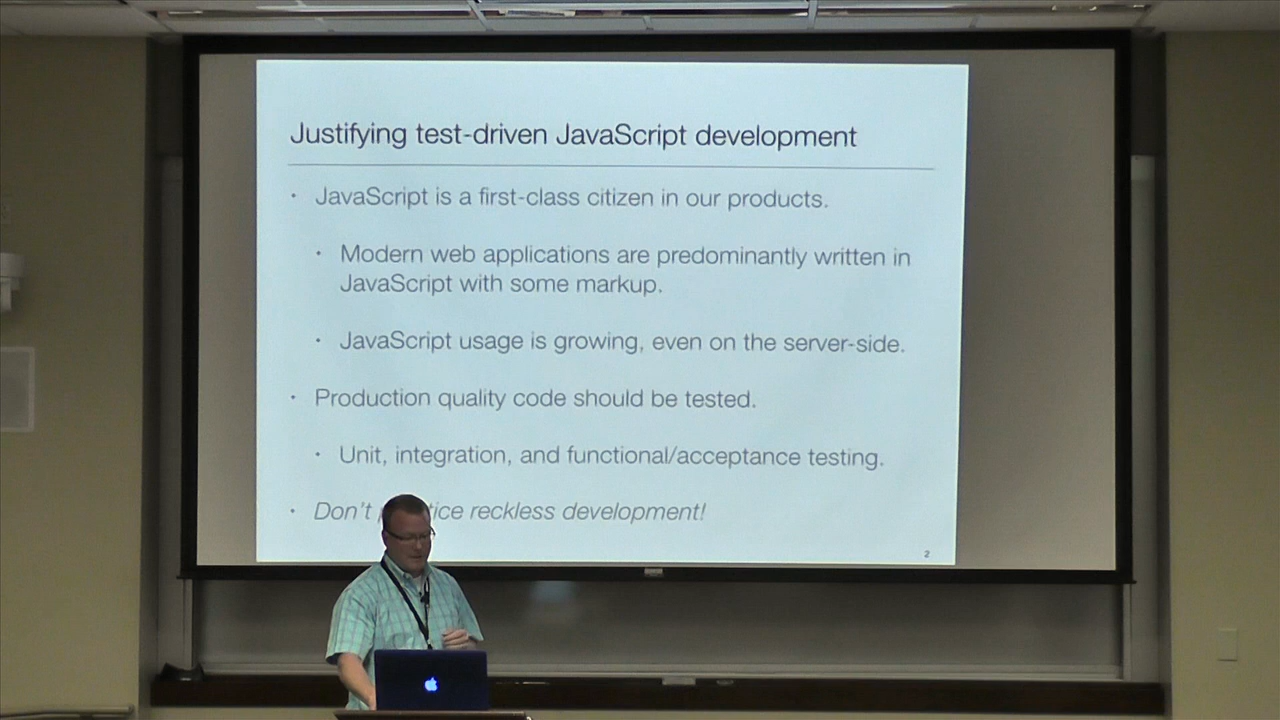 Justifying test-driven JavaScript development
• JavaScript is a first-class citizen in our products.
• Modern web applications are predominantly written in
JavaScript with some markup.
• JavaScript usage is growing, even on the server-side.
• Production quality code should be tested.
• Unit, integration, and functional/acceptance testing.
• Don't reckless development!
2